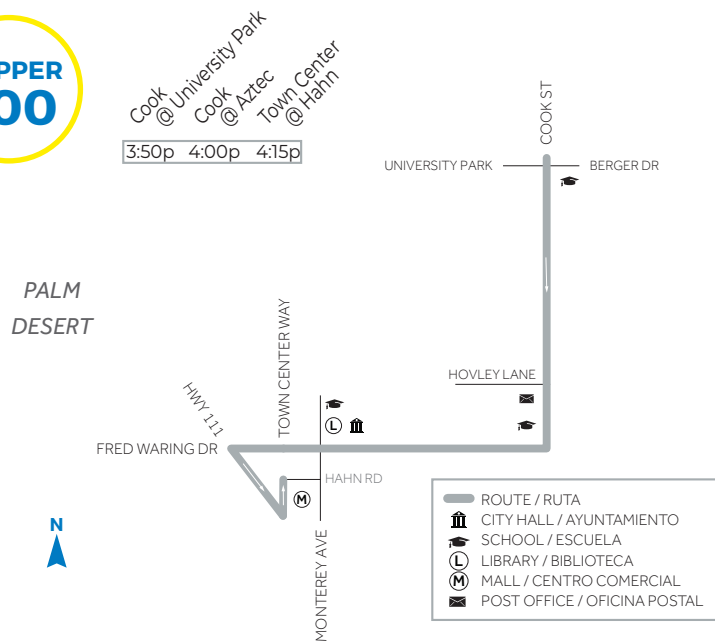 PPER
00
Cook
@ University Park
Cook
@ Aztec
Town Center
@ Hahn
3:50p 4:00p 4:15p
COOK ST
UNIVERSITY PARK
BERGER DR
PALM
DESERT
TOWN CENTER WAY
HOVLEY LANE
HWY 111
L
FRED WARING DR
HAHN RD
M
MONTEREY AVE
N
ROUTE / RUTA
CITY HALL / AYUNTAMIENTO
SCHOOL / ESCUELA
L LIBRARY / BIBLIOTECA
M MALL / CENTRO COMERCIAL
POST OFFICE / OFICINA POSTAL